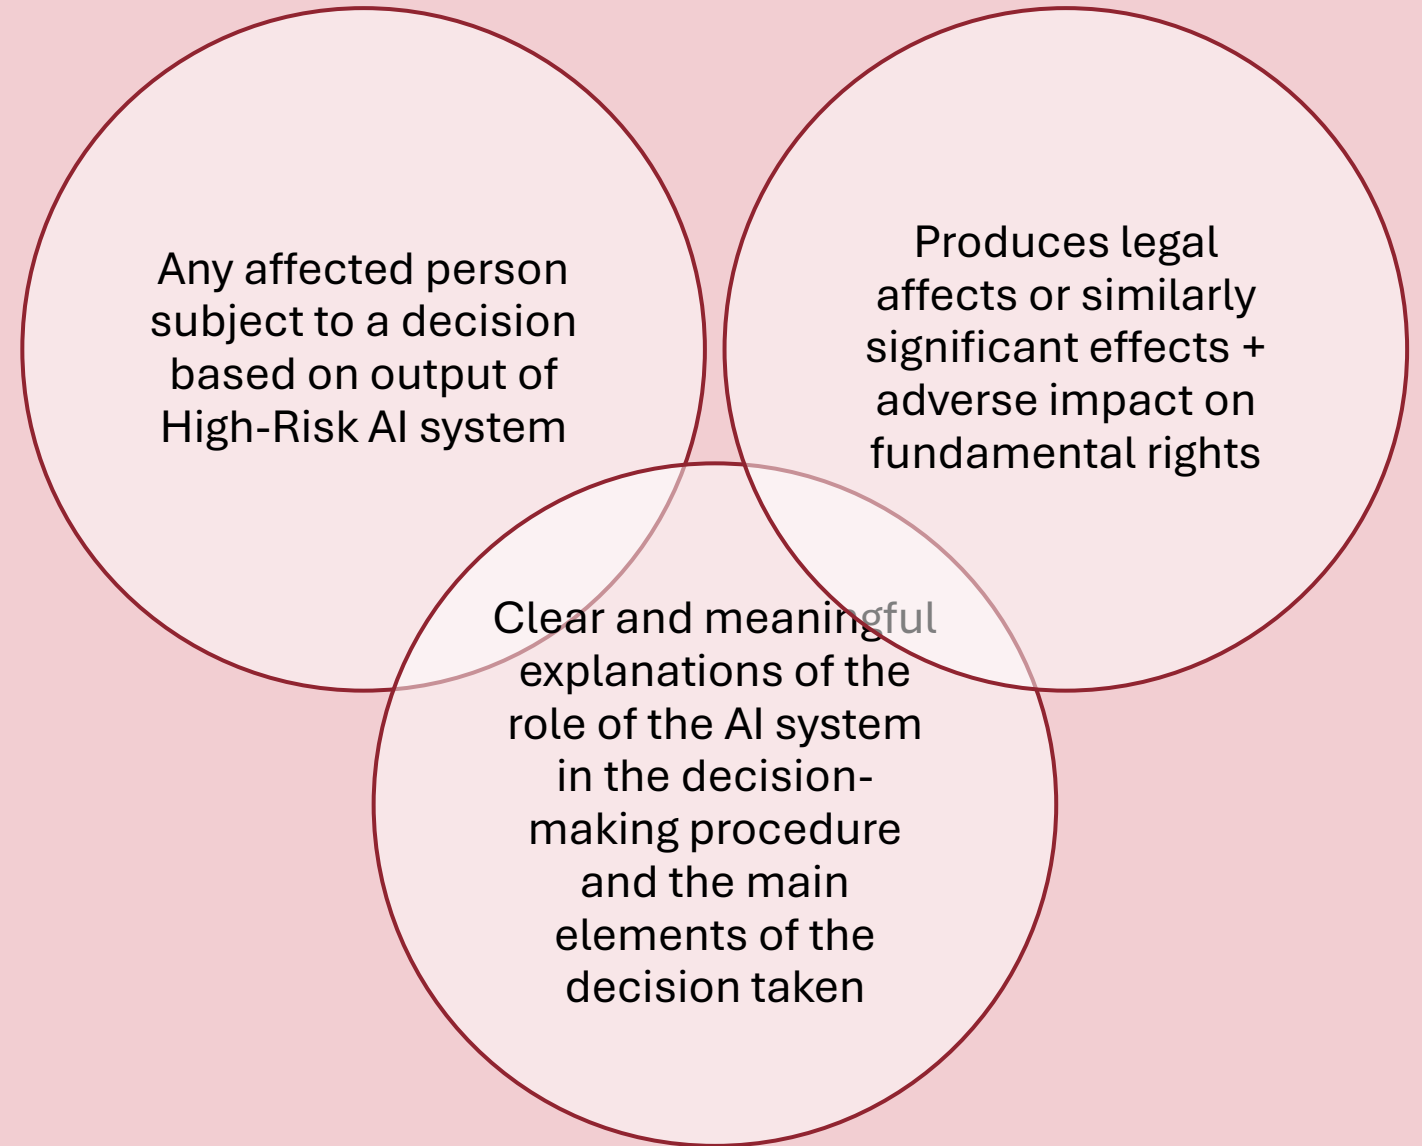 Any affected person
subject to a decision
based on output of
High-Risk AI system
Produces legal
affects or similarly
significant effects +
adverse impact on
fundamental rights
Clear and meaningful
explanations of the
role of the AI system
in the decision-
making procedure
and the main
elements of the
decision taken